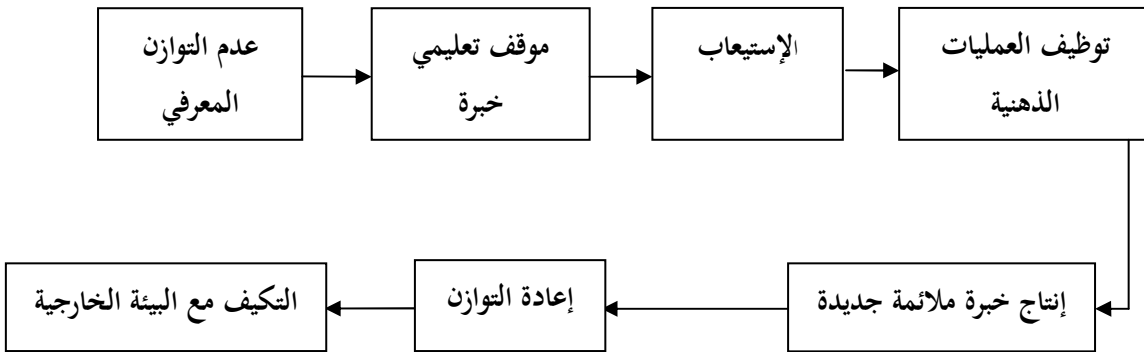 عدم التوازن
المعرفي
موقف تعليمي
خبرة
الإستيعاب
توظيف العمليات
الذهنية
إنتاج خبرة ملائمة جديدة
إعادة التوازن
التكيف مع البيئة الخارجية